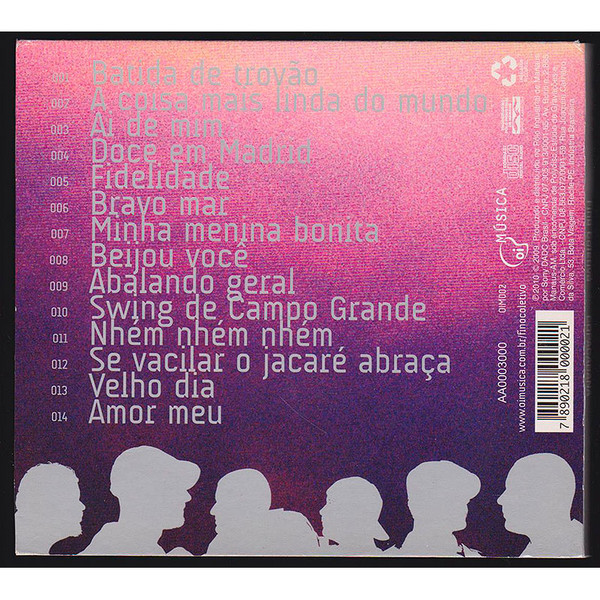 001 Batida de trovão
002 A coisa mais linda do mundo
003 Ai de mim
004 Doce em Madrid
005 Fidelidade
006 Bravo mar
007 Minha menina bonita
008 Beijou você
009 Abalando geral
010 Swing de Campo Grande
011 Nhém nhém nhém
012 Se vacilar o jacaré abraça
013 Velho dia
014 Amor meu
oi MÚSICA
OIM002
AA0003000
www.oimusica.com.br/finocoletivo
7 890218 000021